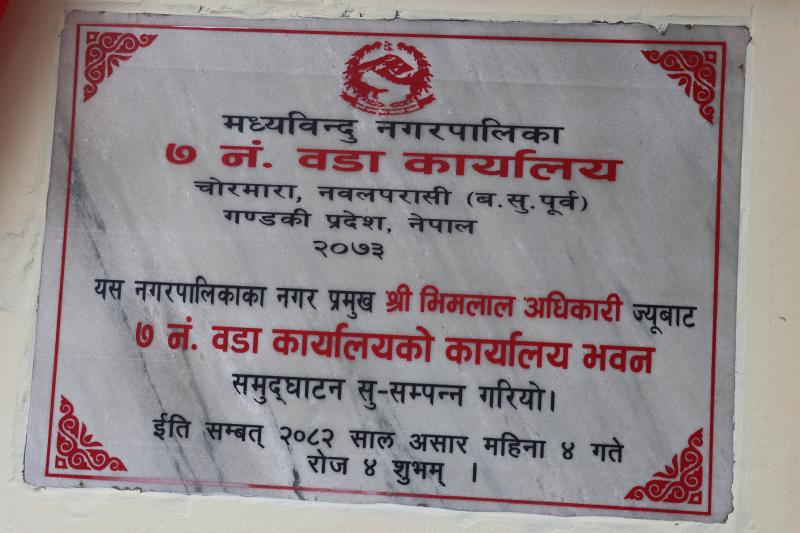 मध्यविन्दु नगरपालिका
७ नं. वडा कार्यालय
चोरमारा, नवलपरासी (ब.सु.पूर्व)
गण्डकी प्रदेश, नेपाल
२०७३
यस नगरपालिकाका नगर प्रमुख श्री भिमलाल अधिकारी ज्यूबाट
७ नं. वडा कार्यालयको कार्यालय भवन
समुद्घाटन सु-सम्पन्न गरियो।
ईति सम्बत् २०८२ साल असार महिना ४ गते
रोज ४ शुभम् ।